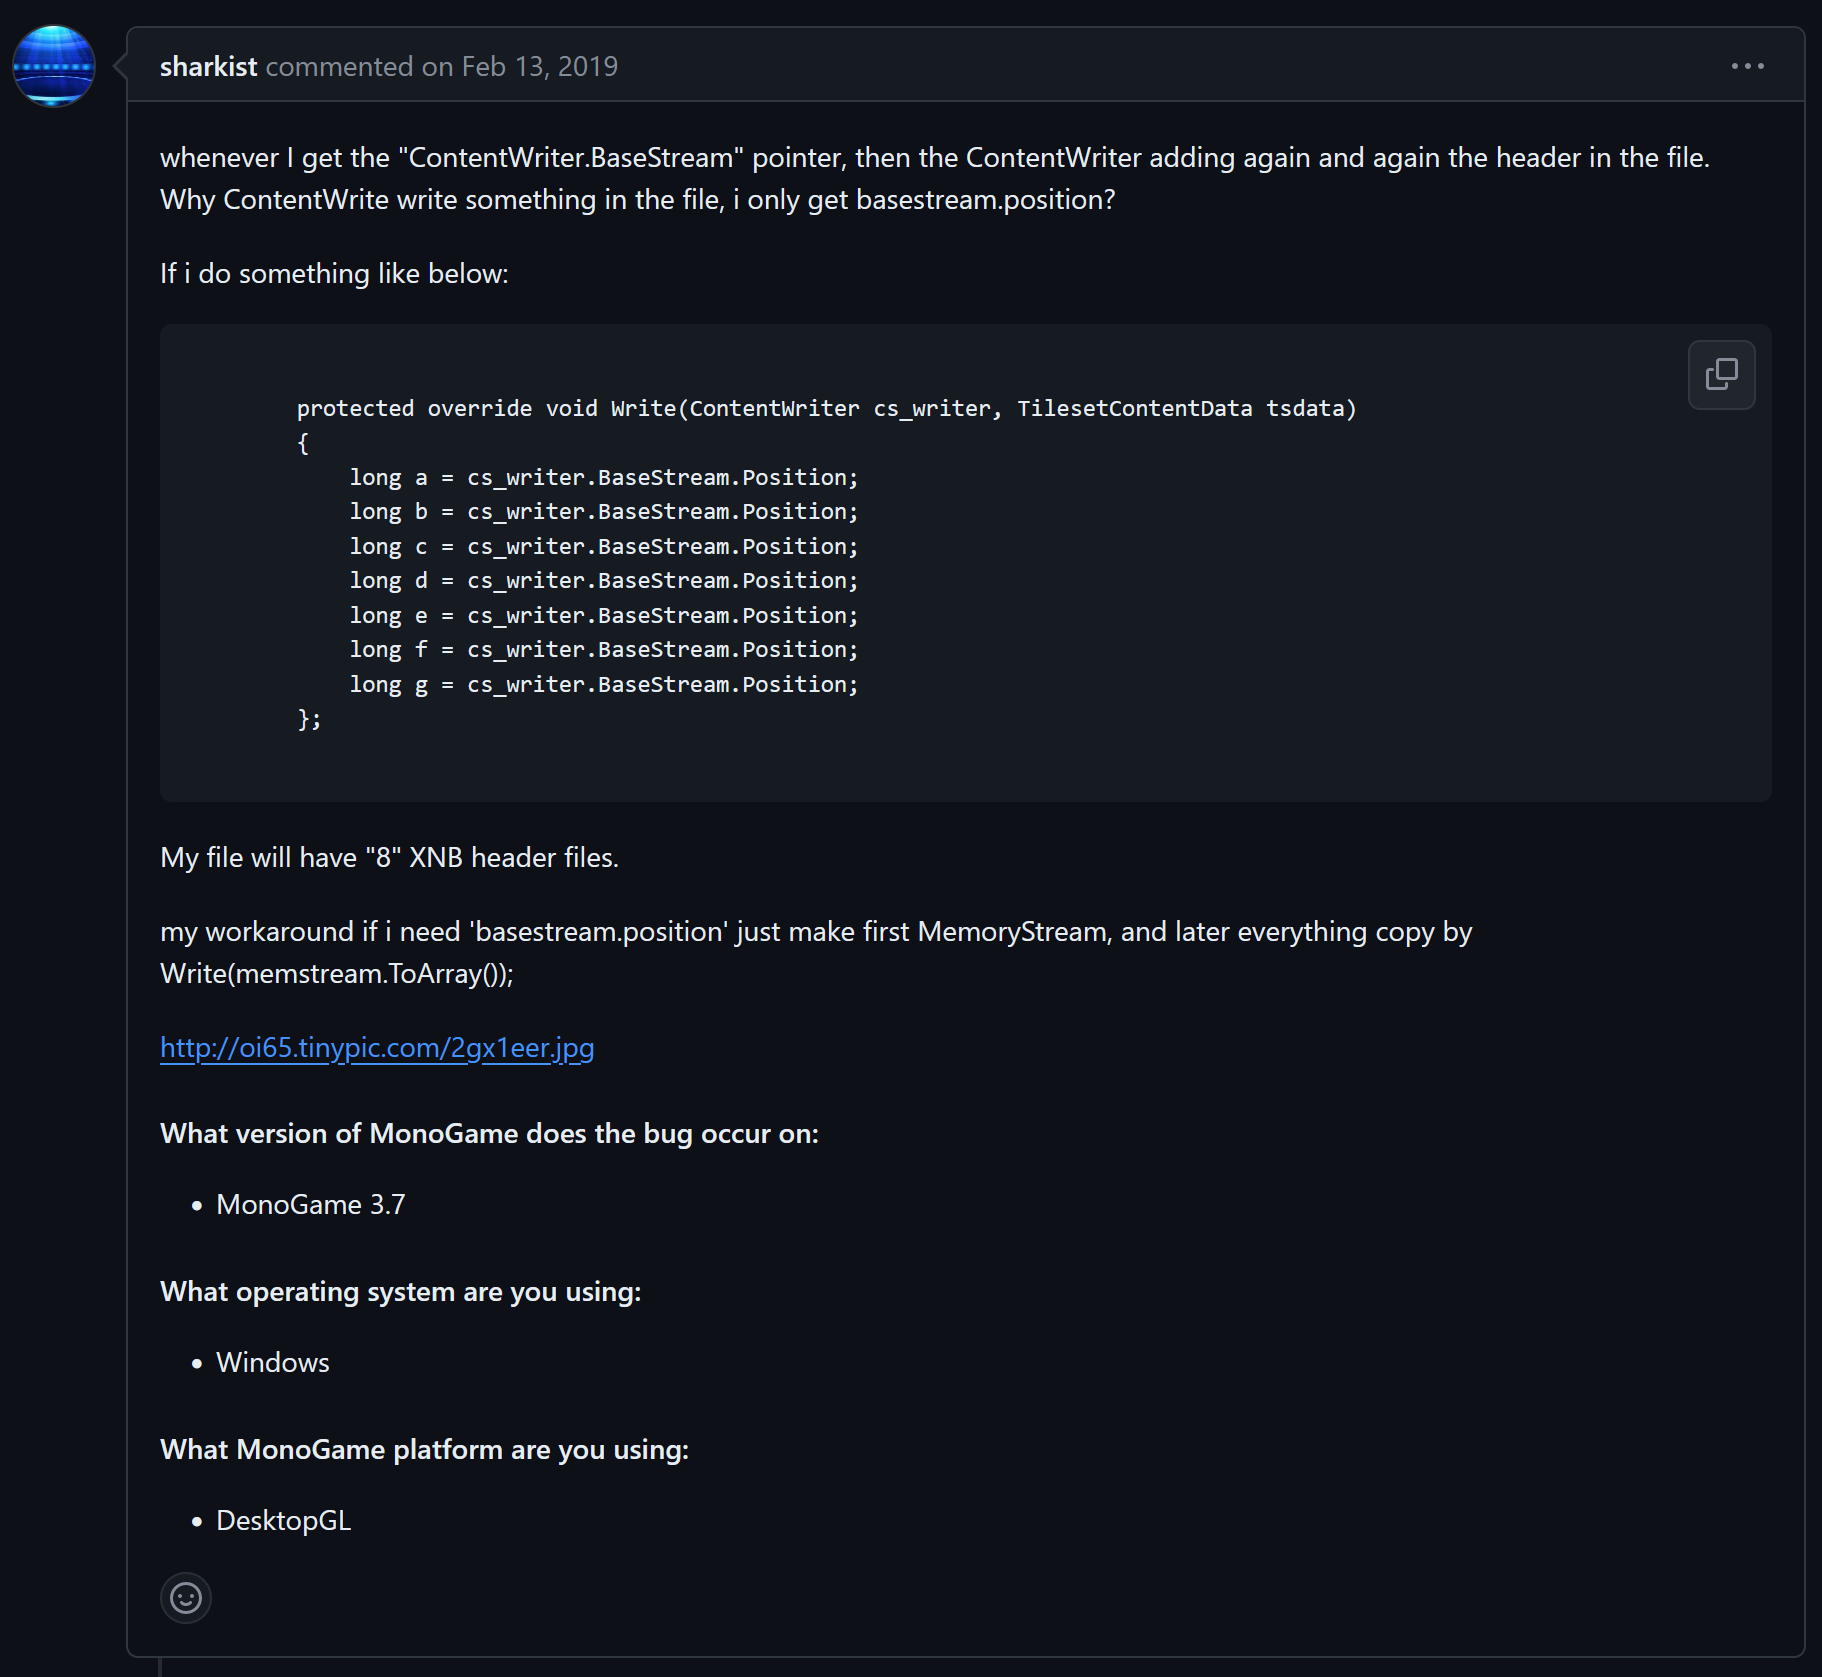 sharkist commented on Feb 13, 2019
whenever I get the "ContentWriter.BaseStream" pointer, then the ContentWriter adding again and again the header in the file.
Why ContentWrite write something in the file, i only get basestream.position?
If i do something like below:
protected override void Write(ContentWriter cs_writer, TilesetContentData tsdata)
{
long a = cs_writer.BaseStream.Position;
long b = cs_writer.BaseStream.Position;
long c = cs_writer.BaseStream.Position;
long d = cs_writer.BaseStream.Position;
long e = cs_writer.BaseStream.Position;
long f = cs_writer.BaseStream.Position;
long g = cs_writer.BaseStream.Position;
};
My file will have "8" XNB header files.
my workaround if i need 'basestream.position' just make first MemoryStream, and later everything copy by
Write(memstream.ToArray());
http://oi65.tinypic.com/2gx1eer.jpg
What version of MonoGame does the bug occur on:
• MonoGame 3.7
What operating system are you using:
• Windows
What MonoGame platform are you using:
• DesktopGL